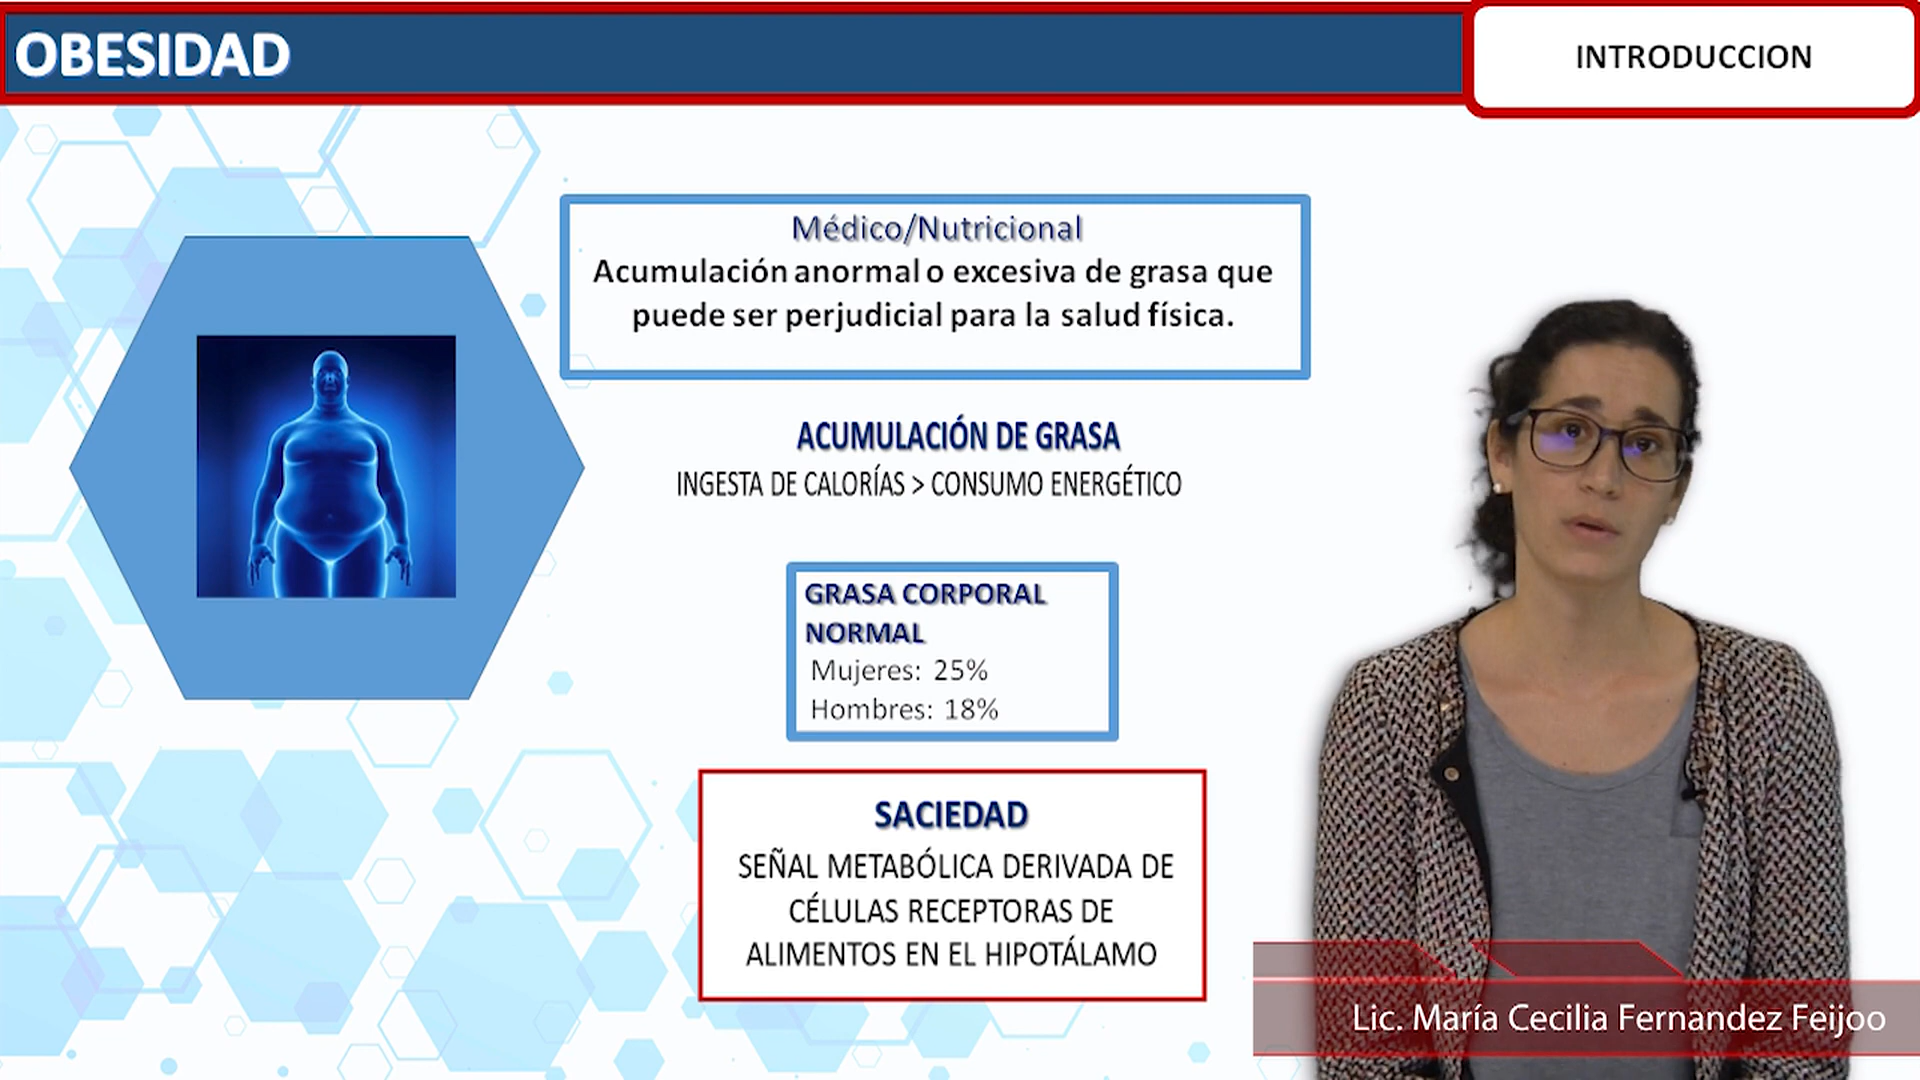 OBESIDAD
INTRODUCCION
Médico/Nutricional
Acumulación anormal o excesiva de grasa que
puede ser perjudicial para la salud física.
ACUMULACIÓN DE GRASA
INGESTA DE CALORÍAS > CONSUMO ENERGÉTICO
GRASA CORPORAL
NORMAL
Mujeres: 25%
Hombres: 18%
SACIEDAD
SEÑAL METABÓLICA DERIVADA DE
CÉLULAS RECEPTORAS DE
ALIMENTOS EN EL HIPOTÁLAMO
Lic. María Cecilia Fernandez Feijoo